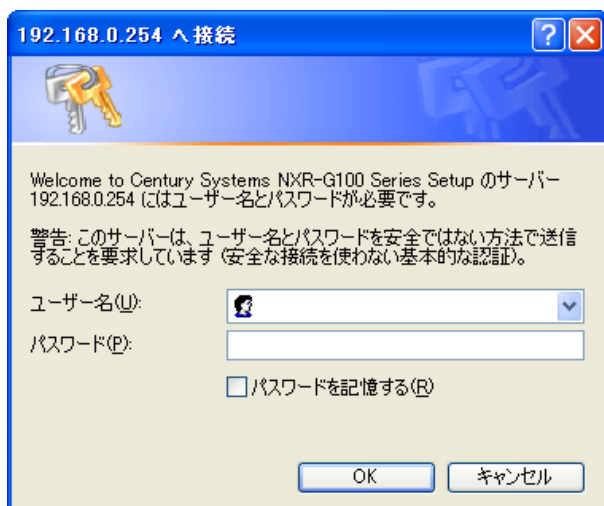 192.168.0.254 へ接続
Welcome to Century Systems NXR-G100 Series Setup のサーバー
192.168.0.254 にはユーザー名とパスワードが必要です。
警告: このサーバーは、ユーザー名とパスワードを安全ではない方法で送信
することを要求しています (安全な接続を使わない基本的な認証)。
ユーザー名(U):
パスワード(P):
パスワードを記憶する(R)
OK
キャンセル